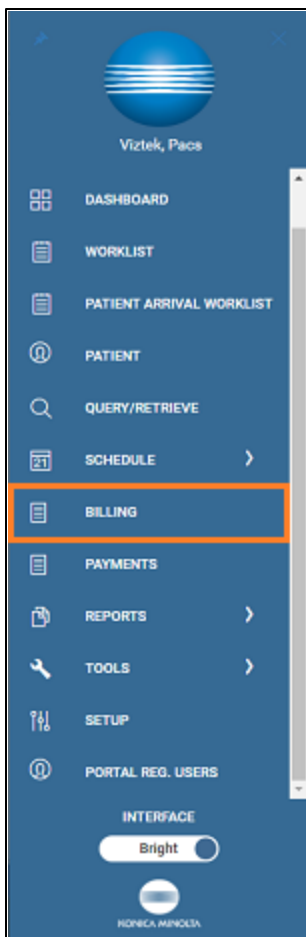 Viztek, Pacs
DASHBOARD
WORKLIST
PATIENT ARRIVAL WORKLIST
PATIENT
QUERY/RETRIEVE
21
SCHEDULE
BILLING
PAYMENTS
REPORTS
TOOLS
SETUP
PORTAL REG. USERS
INTERFACE
Bright
KONICA MINOLTA